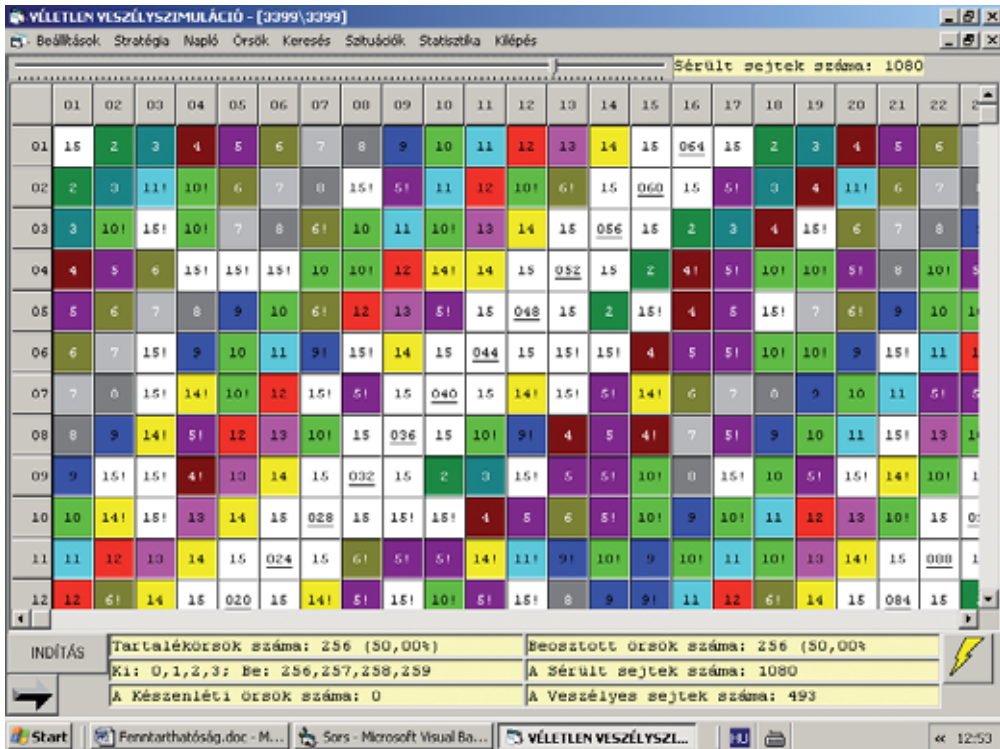 VÉLETLEN VESZÉLYSZIMULÁCIÓ - [3399\3399]
Beállítások Stratégia Napló Örsök Keresés Szituációk Statisztika Kilépés
Sérült sejtek száma: 1080
01 02 03 04 05 06 07 08 09 10 11 12 13 14 15 16 17 18 19 20 21 22
01 15 2 3 4 5 6 7 8 9 10 11 12 13 14 15 064 15 2 3 4 5 6
02 2 3 11! 10! 6 7 8 15! 5! 11 12 10! 6! 15 060 15 5! 3 4 11! 6 7
03 3 10! 15! 10! 7 8 6! 10 11 10! 13 14 15 056 15 2 3 4 15! 6 7 8
04 4 5 6 15! 15! 15! 10 10! 12 14! 14 15 052 15 2 4! 5! 10! 10! 5! 8 10!
05 5 6 7 8 9 10 6! 12 13 5! 15 048 15 2 15! 4 5 15! 7 6! 9 10
06 6 7 15! 9 10 11 9! 15! 14 15 044 15 15! 15! 4 5 5! 10! 10! 9 15! 11
07 7 8 15! 14! 10! 12 15! 5! 15 040 15 14! 15! 5! 14! 6 7 8 9 10 11 5!
08 8 9 14! 5! 12 13 10! 15 036 15 10! 9! 4 5 4! 7 5! 9 10 11 15! 13
09 9 15! 15! 4! 13 14 15 032 15 2 3 15! 5 5! 10! 8 15! 10 5! 15! 14! 10!
10 10 14! 15! 13 14 15 028 15 15! 15! 4 5 6 5! 10! 9 10! 11 12 13 10! 15
11 11 12 13 14 15 024 15 6! 5! 5! 14! 11! 9! 10! 9 10! 11 10! 13 14! 15 088
12 12 6! 14 15 020 15 14! 5! 15! 10! 5! 15! 8 9 9! 11 12 6! 14 15 084 15
INDÍTÁS
Tartalékörsök száma: 256 (50,00%)
Beosztott örsök száma: 256 (50,00%
Ki: 0,1,2,3; Be: 256,257,258,259
A Sérült sejtek száma: 1080
A Készenléti örsök száma: 0
A Veszélyes sejtek száma: 493
Start Fenntarthatóság.doc - M... Sors - Microsoft Visual Ba... VÉLETLEN VESZÉLYSZI... HU « 12:53